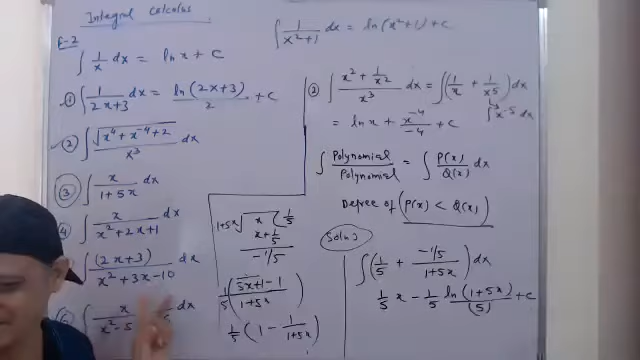 Integral Calculus
E-2
∫ 1/x dx = ln x + C
① ∫ 1/(2x+3) dx = ln(2x+3)/2 + C
② ∫ √(x⁴ + x⁻⁴ + 2)/x³ dx
③ ∫ x/(1+5x) dx
④ ∫ x/(x² + 2x + 1) dx
∫ (2x+3)/(x² + 3x - 10) dx
∫ 1/(x²+1) dx = ln(x²+1) + C
② ∫ (x² + 1/x²)/x³ dx = ∫(1/x + 1/x⁵) dx
∫ x⁻⁵ dx
= ln x + x⁻⁴/-4 + C
∫ Polynomial/Polynomial = ∫ P(x)/Q(x) dx
Degree of (P(x) < Q(x))
1+5x √ x ( 1/5
x + 1/5
-1/5
1/5 ( (5x+1-1)/(1+5x) )
1/5 ( 1 - 1/(1+5x) )
Soln 3
∫ ( 1/5 + (-1/5)/(1+5x) ) dx
1/5 x - 1/5 ln(1+5x)/(5) + C